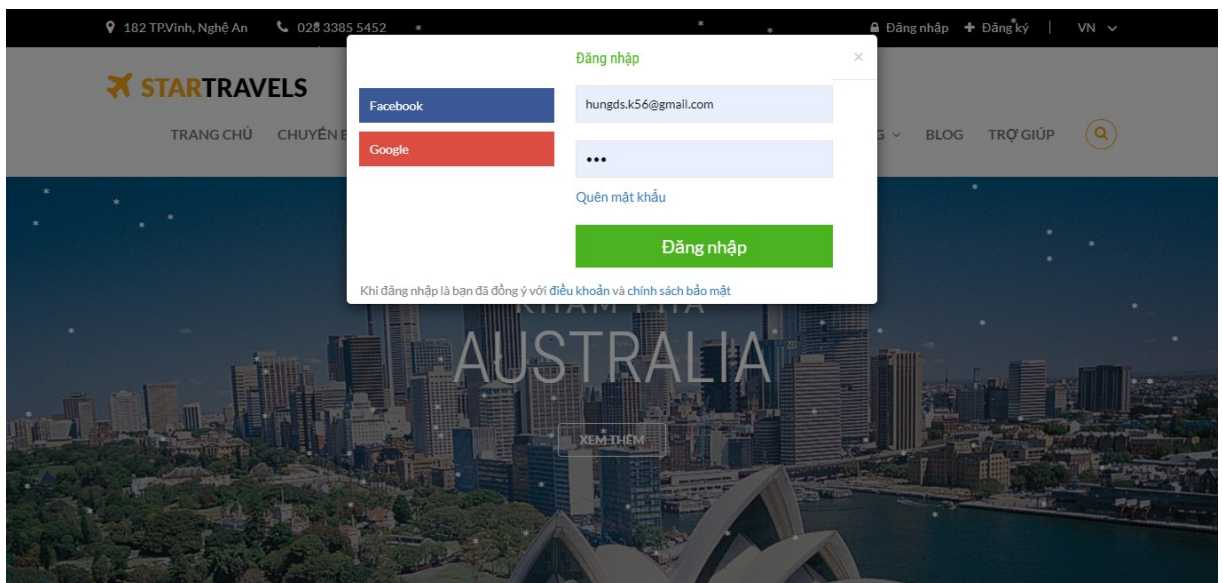 182 TP.Vinh, Nghệ An 028 3385 5452 Đăng nhập Đăng ký | VN
Đăng nhập ×
STARTRAVELS
Facebook
hungds.k56@gmail.com
Google
•••
TRANG CHỦ BLOG TRỢ GIÚP
Quên mật khẩu
Đăng nhập
Khi đăng nhập là bạn đã đồng ý với điều khoản và chính sách bảo mật
AUSTRALIA
XEM THÊM